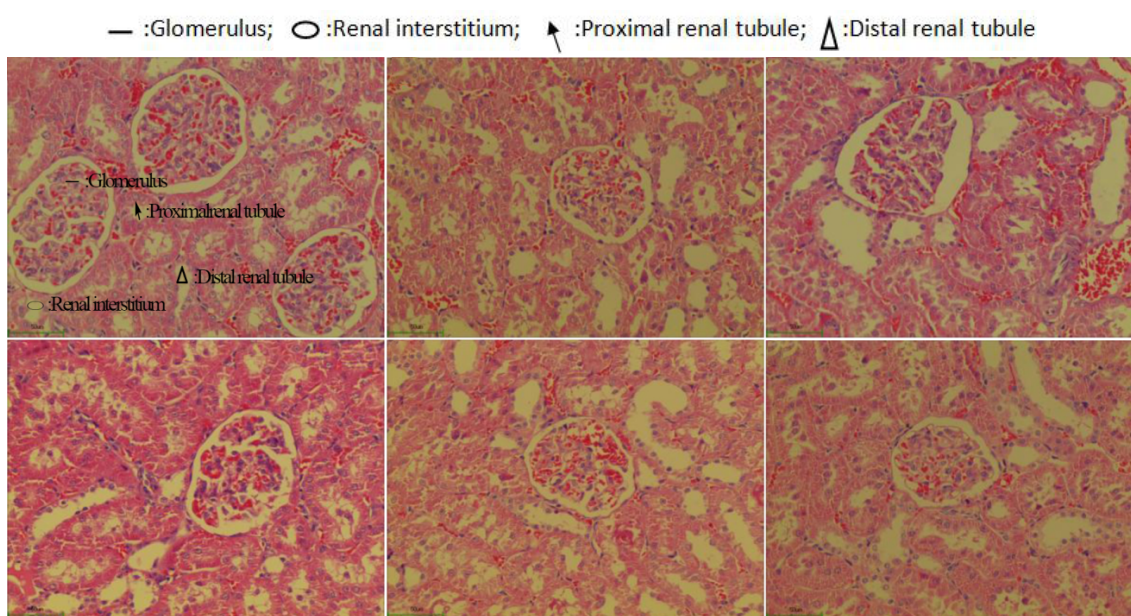 — :Glomerulus; :Renal interstitium; :Proximal renal tubule; :Distal renal tubule
— :Glomerulus
:Proximalrenal tubule
:Distal renal tubule
:Renal interstitium